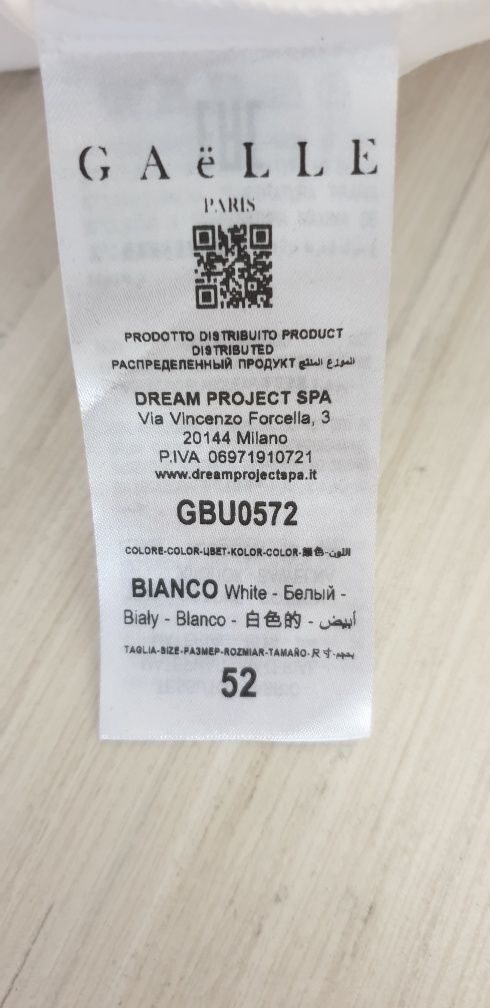 GAëLLE
PARIS
PRODOTTO DISTRIBUITO PRODUCT
DISTRIBUTED
РАСПРЕДЕЛЕННЫЙ ПРОДУКТ الموزع المنتج
DREAM PROJECT SPA
Via Vincenzo Forcella, 3
20144 Milano
P.IVA 06971910721
www.dreamprojectspa.it
GBU0572
COLORE-COLOR-ЦВЕТ-KOLOR-COLOR-颜色-اللون
BIANCO White - Белый -
Biały - Blanco - 白色的 - أبيض
TAGLIA-SIZE-РАЗМЕР-ROZMIAR-TAMAÑO-尺寸-
52